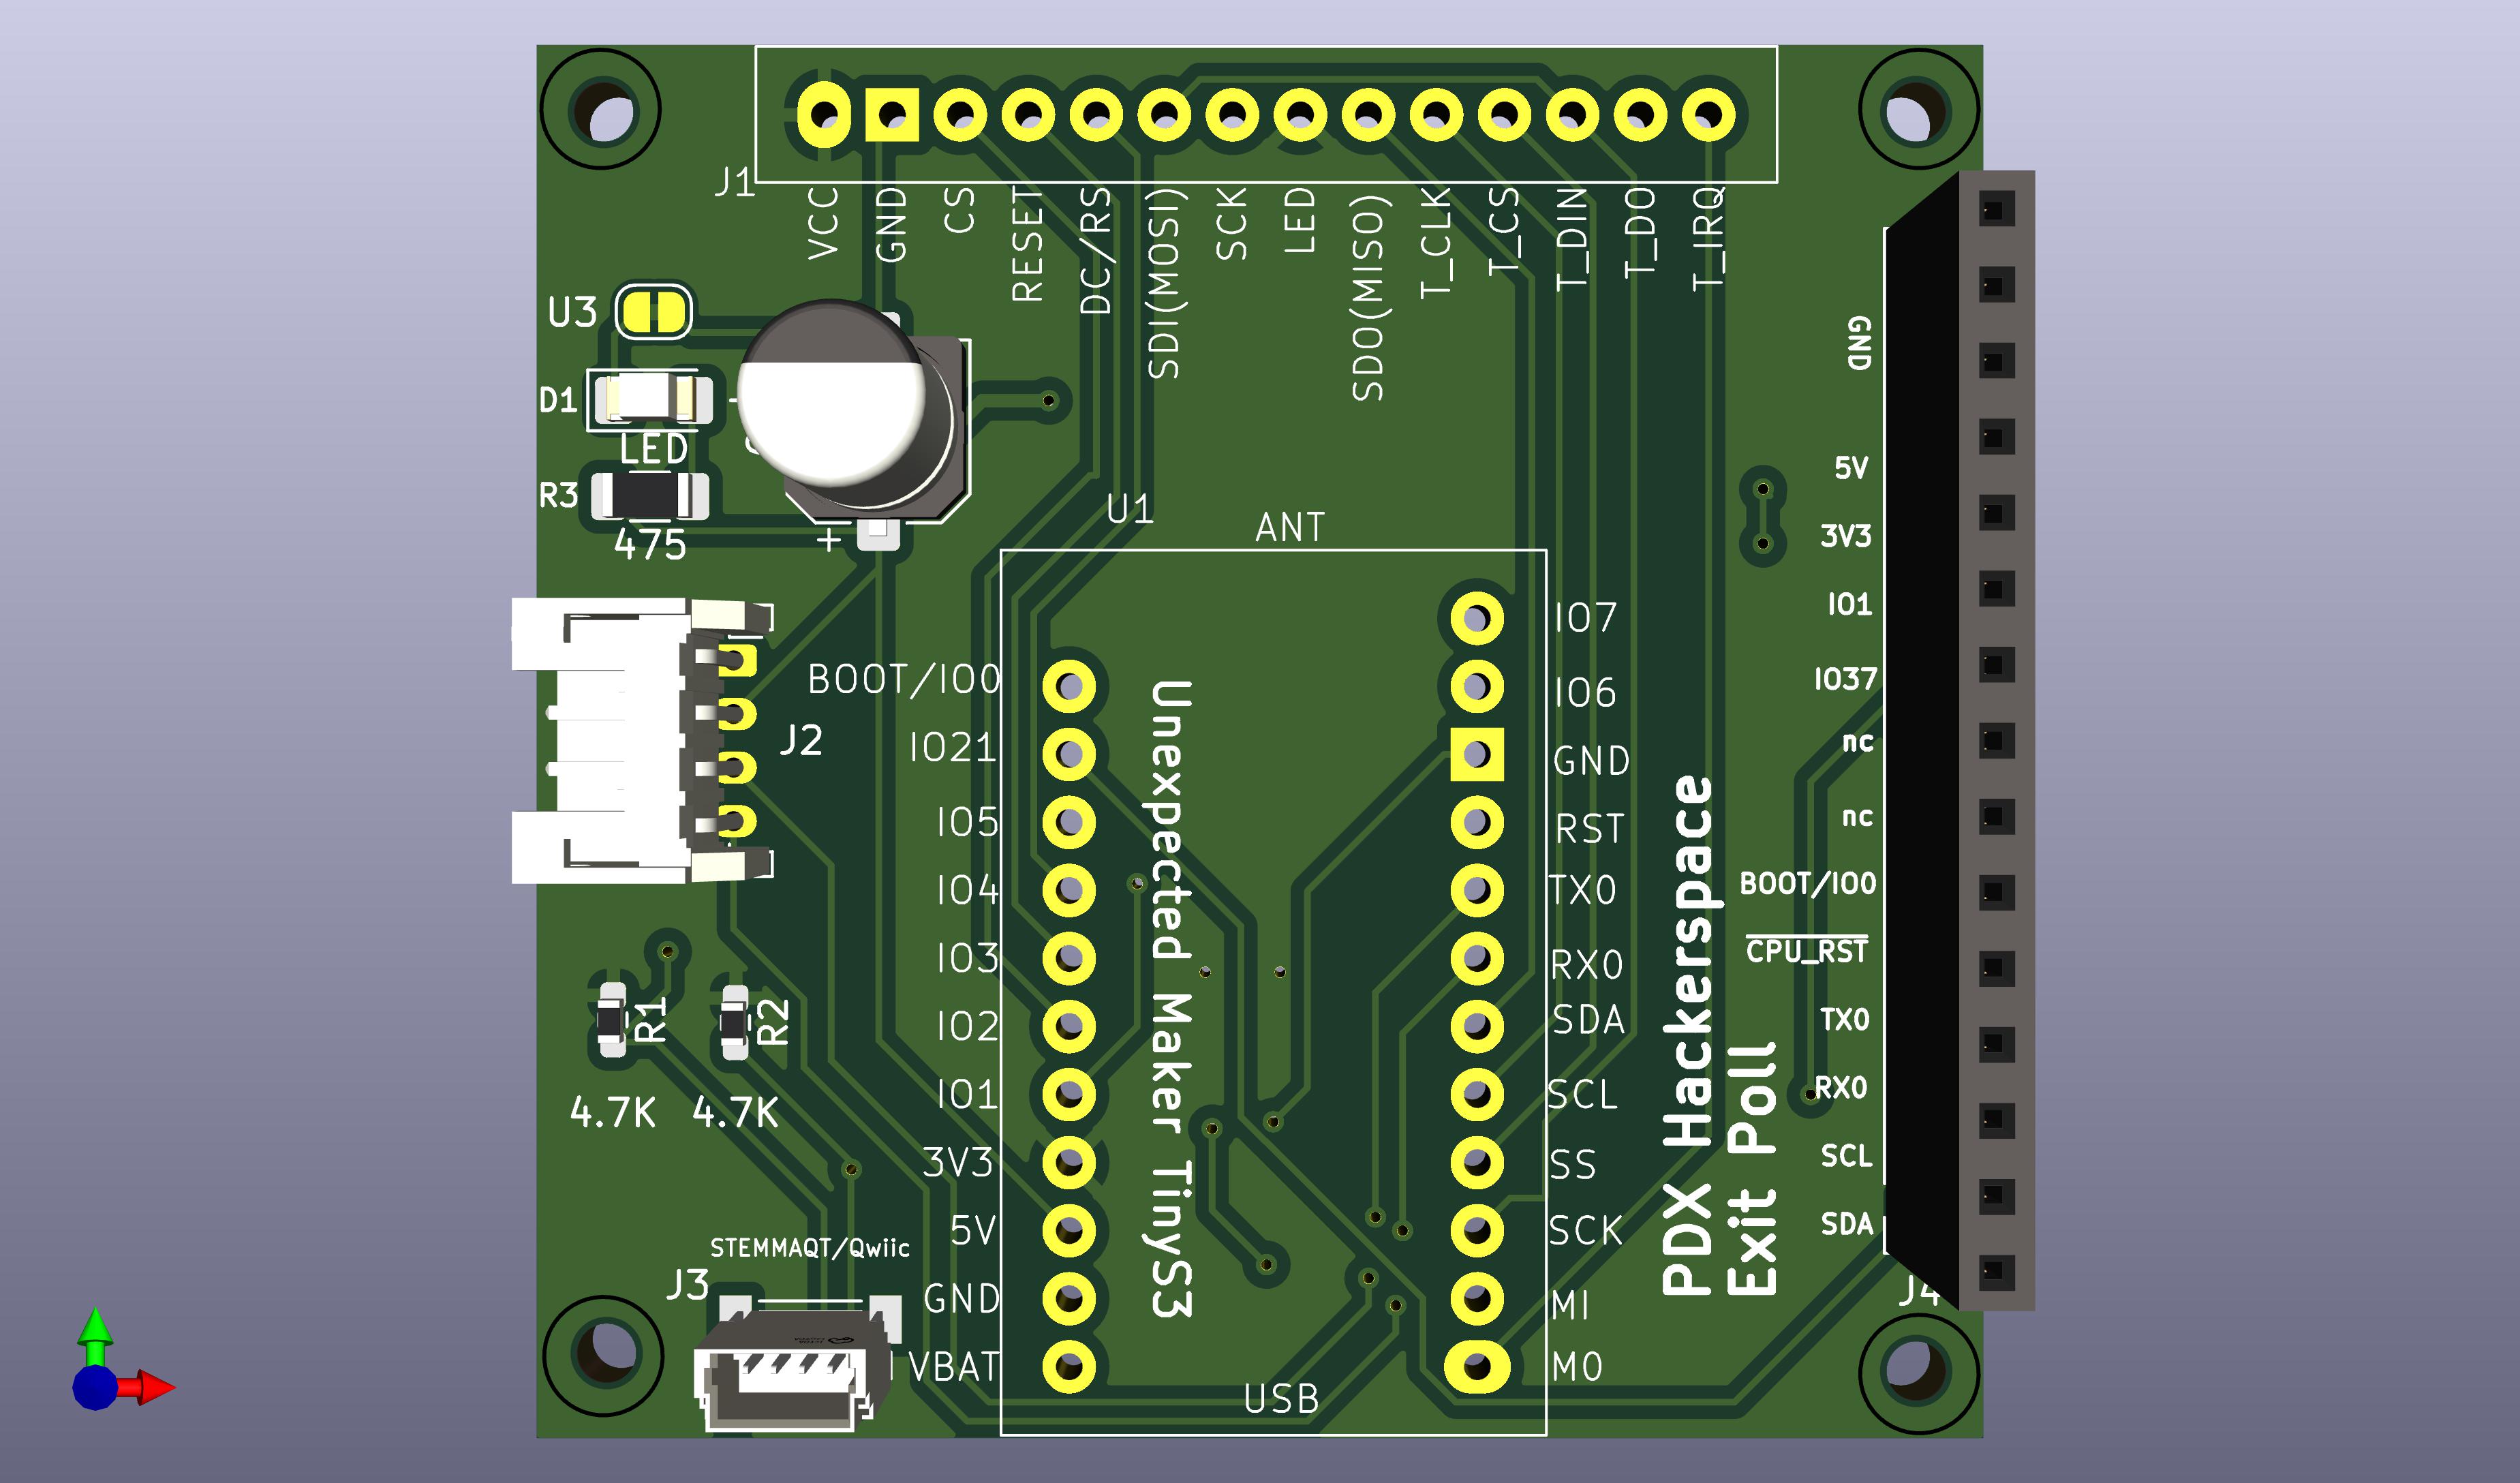 J1
VCC
GND
CS
RESET
DC/RS
SDI(MOSI)
SCK
LED
SDO(MISO)
T_CLK
T_CS
T_DIN
T_DO
T_IRQ
U3
D1
LED
R3
475
+
U1
ANT
J2
BOOT/IO0
IO21
IO5
IO4
IO3
IO2
IO1
3V3
5V
GND
VBAT
Unexpected Maker TinyS3
IO7
IO6
GND
RST
TX0
RX0
SDA
SCL
SS
SCK
MI
MO
USB
PDX Hackerspace
Exit Poll
GND
5V
3V3
IO1
IO37
nc
nc
BOOT/IO0
CPU_RST
TX0
RX0
SCL
SDA
J4
R1
R2
4.7K
4.7K
STEMMAQT/Qwiic
J3